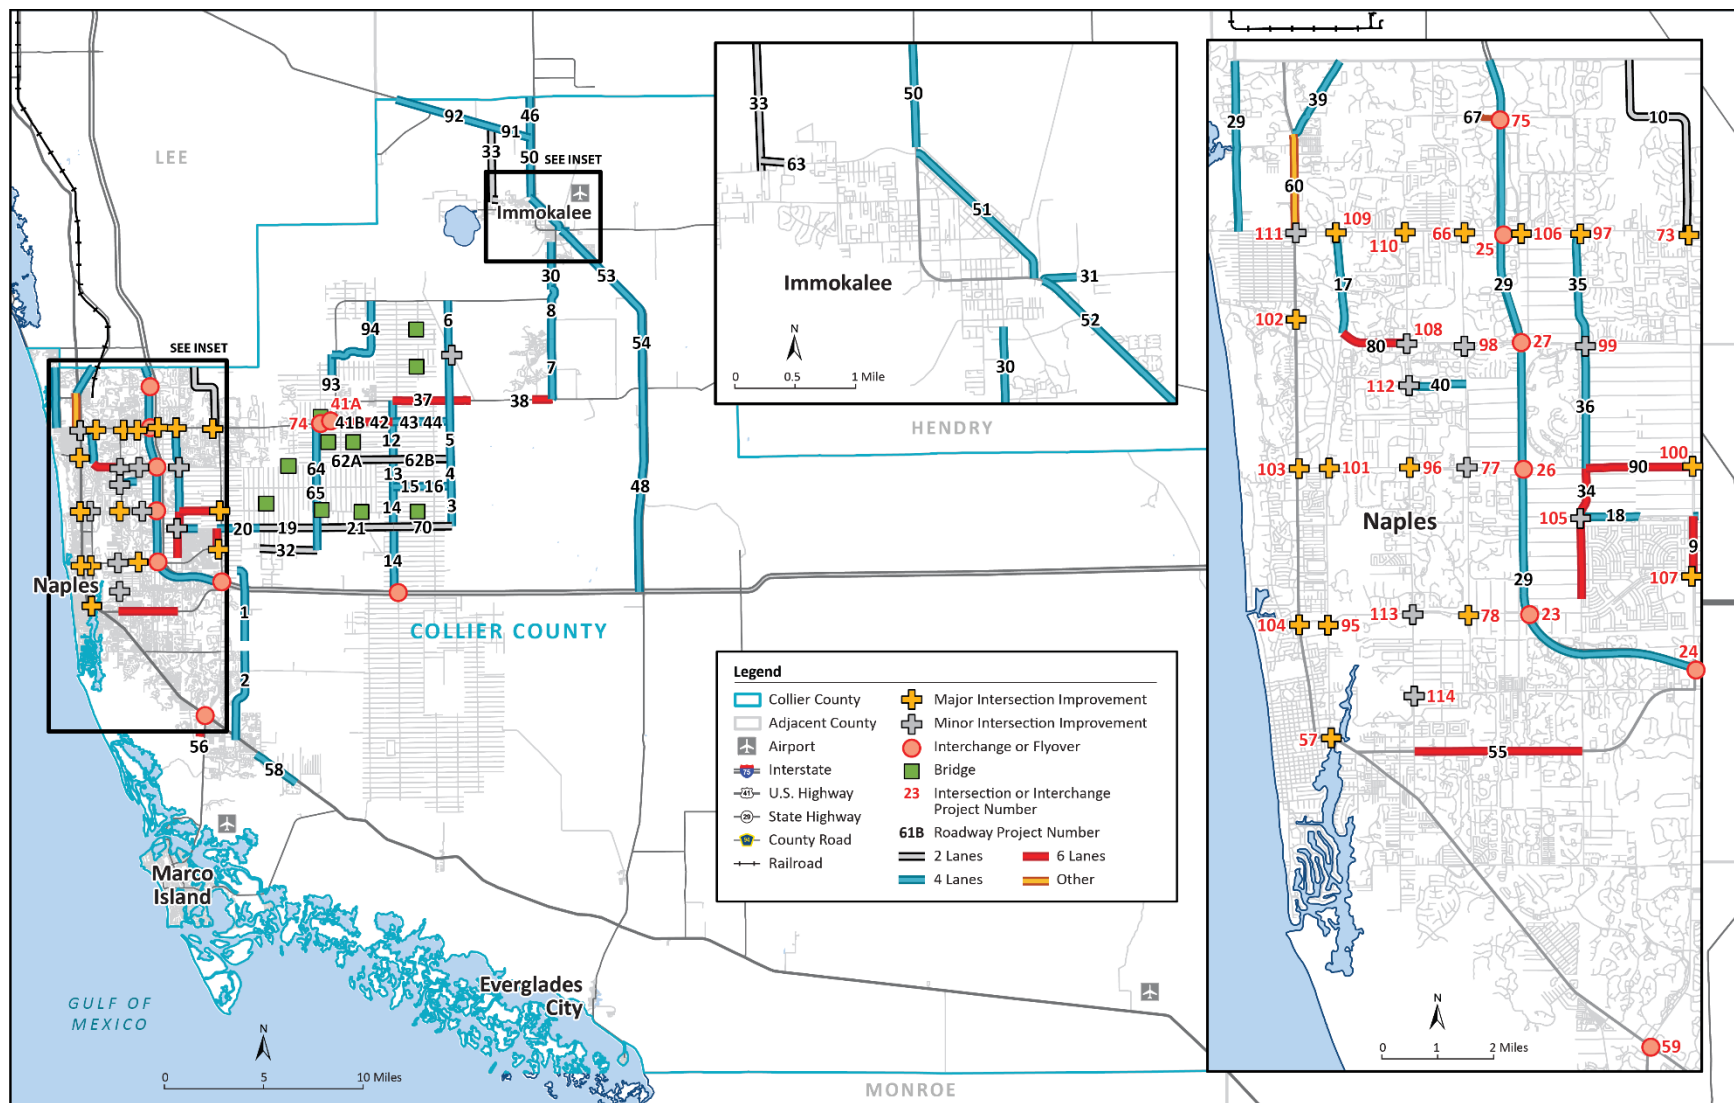 LEE
SEE INSET
Immokalee
92
46
91
33
50
30
53
8
6
94
54
7
93
37
38
41A
74
41B
42
43
44
12
5
62A
62B
64
13
4
65
15
16
48
14
3
20
19
21
70
32
14
SEE INSET
Naples
1
2
56
58
COLLIER COUNTY
HENDRY
MONROE
Marco
Island
Everglades
City
GULF OF
MEXICO
N
0
5
10 Miles
33
50
63
51
Immokalee
31
52
30
N
0
0.5
1 Mile
Legend
Collier County
Adjacent County
Airport
75
Interstate
41
U.S. Highway
29
State Highway
94
County Road
Railroad
Major Intersection Improvement
Minor Intersection Improvement
Interchange or Flyover
Bridge
23
Intersection or Interchange
Project Number
61B
Roadway Project Number
2 Lanes
6 Lanes
4 Lanes
Other
39
29
67
75
10
60
109
111
110
66
25
106
97
73
17
29
35
102
108
80
98
27
99
112
40
36
103
101
96
77
26
90
100
34
Naples
105
18
9
29
107
104
95
113
78
23
24
114
57
55
59
N
0
1
2 Miles